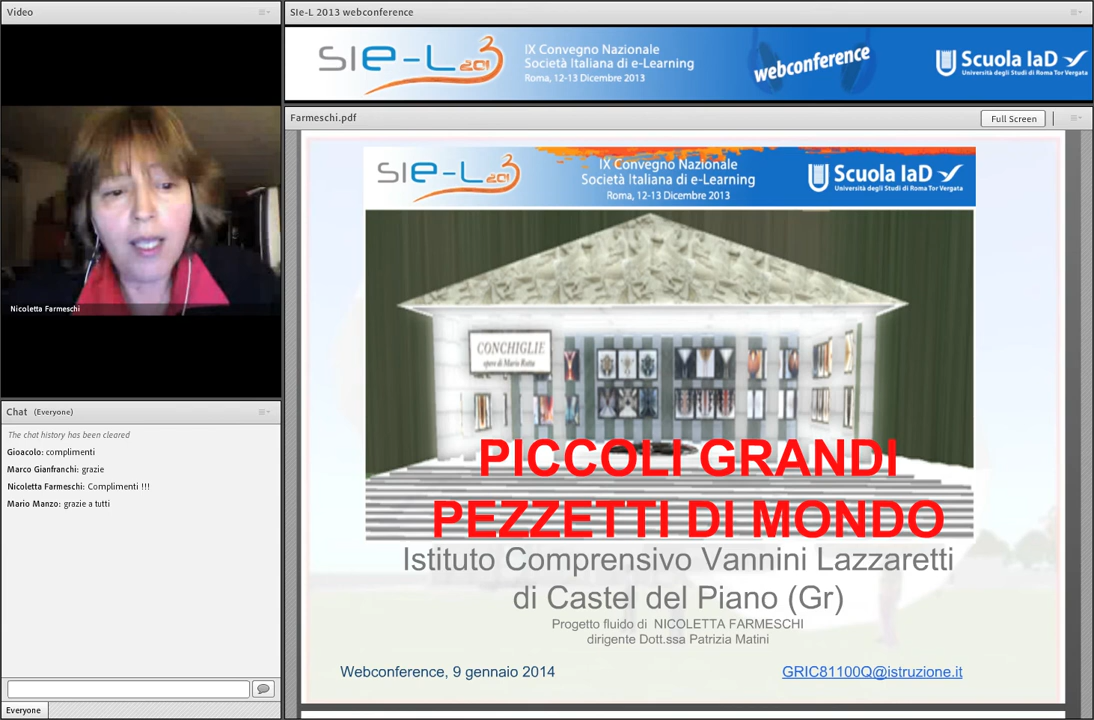 Video
Nicoletta Farmeschi
Chat (Everyone)
The chat history has been cleared
Gioacolo: complimenti
Marco Gianfranchi: grazie
Nicoletta Farmeschi: Complimenti !!!
Mario Manzo: grazie a tutti
Everyone
SIe-L 2013 webconference
SIe-L 2013
IX Convegno Nazionale
Società Italiana di e-Learning
Roma, 12-13 Dicembre 2013
webconference
Scuola IaD
Università degli Studi di Roma Tor Vergata
Farmeschi.pdf
Full Screen
SIe-L 2013
IX Convegno Nazionale
Società Italiana di e-Learning
Roma, 12-13 Dicembre 2013
Scuola IaD
Università degli Studi di Roma Tor Vergata
CONCHIGLIE
opere di Mario Rotta
PICCOLI GRANDI
PEZZETTI DI MONDO
Istituto Comprensivo Vannini Lazzaretti
di Castel del Piano (Gr)
Progetto fluido di NICOLETTA FARMESCHI
dirigente Dott.ssa Patrizia Matini
Webconference, 9 gennaio 2014
GRIC81100Q@istruzione.it